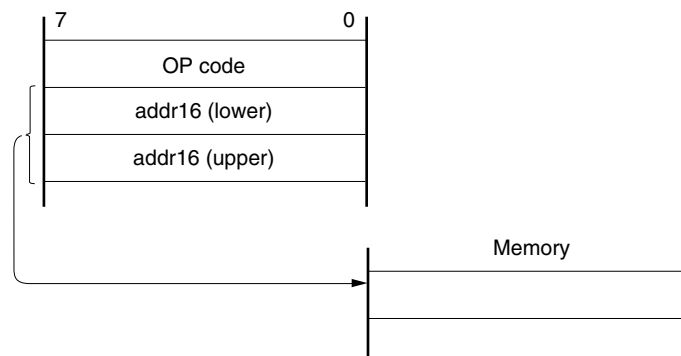 7 0
OP code
addr16 (lower)
addr16 (upper)
Memory